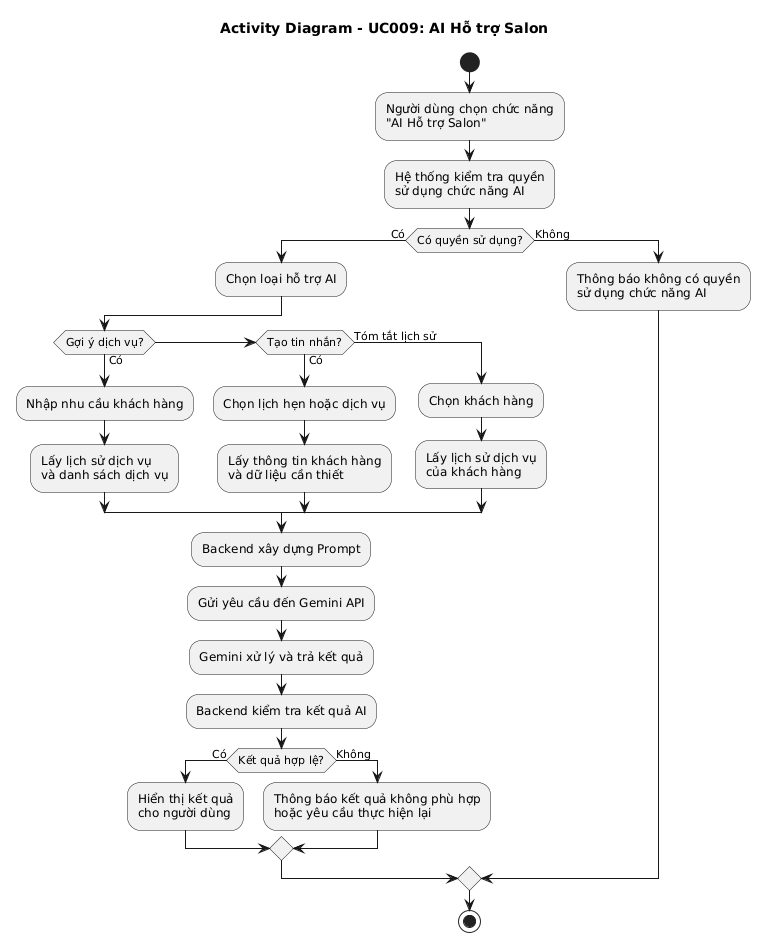 Activity Diagram - UC009: AI Hỗ trợ Salon
Người dùng chọn chức năng
"AI Hỗ trợ Salon"
Hệ thống kiểm tra quyền
sử dụng chức năng AI
Có
Có quyền sử dụng?
Không
Chọn loại hỗ trợ AI
Thông báo không có quyền
sử dụng chức năng AI
Gợi ý dịch vụ?
Có
Tạo tin nhắn?
Có
Tóm tắt lịch sử
Nhập nhu cầu khách hàng
Lấy lịch sử dịch vụ
và danh sách dịch vụ
Chọn lịch hẹn hoặc dịch vụ
Lấy thông tin khách hàng
và dữ liệu cần thiết
Chọn khách hàng
Lấy lịch sử dịch vụ
của khách hàng
Backend xây dựng Prompt
Gửi yêu cầu đến Gemini API
Gemini xử lý và trả kết quả
Backend kiểm tra kết quả AI
Có
Kết quả hợp lệ?
Không
Hiển thị kết quả
cho người dùng
Thông báo kết quả không phù hợp
hoặc yêu cầu thực hiện lại